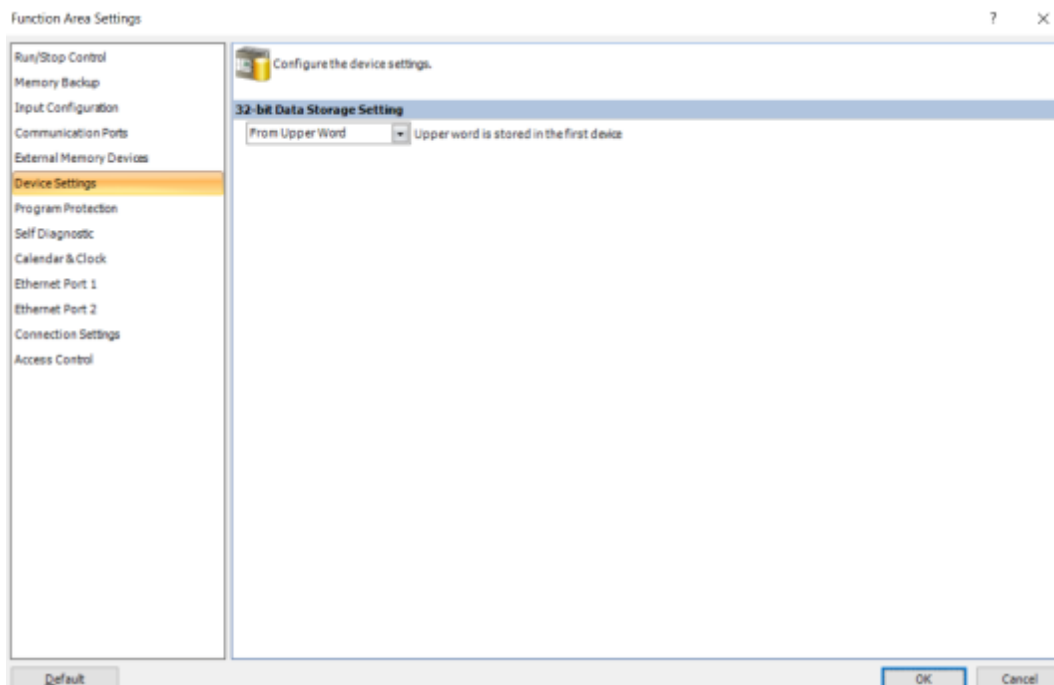 Function Area Settings
?
Run/Stop Control
Memory Backup
Input Configuration
Communication Ports
External Memory Devices
Device Settings
Program Protection
Self Diagnostic
Calendar & Clock
Ethernet Port 1
Ethernet Port 2
Connection Settings
Access Control
Configure the device settings.
32-bit Data Storage Setting
From Upper Word Upper word is stored in the first device
Default OK Cancel